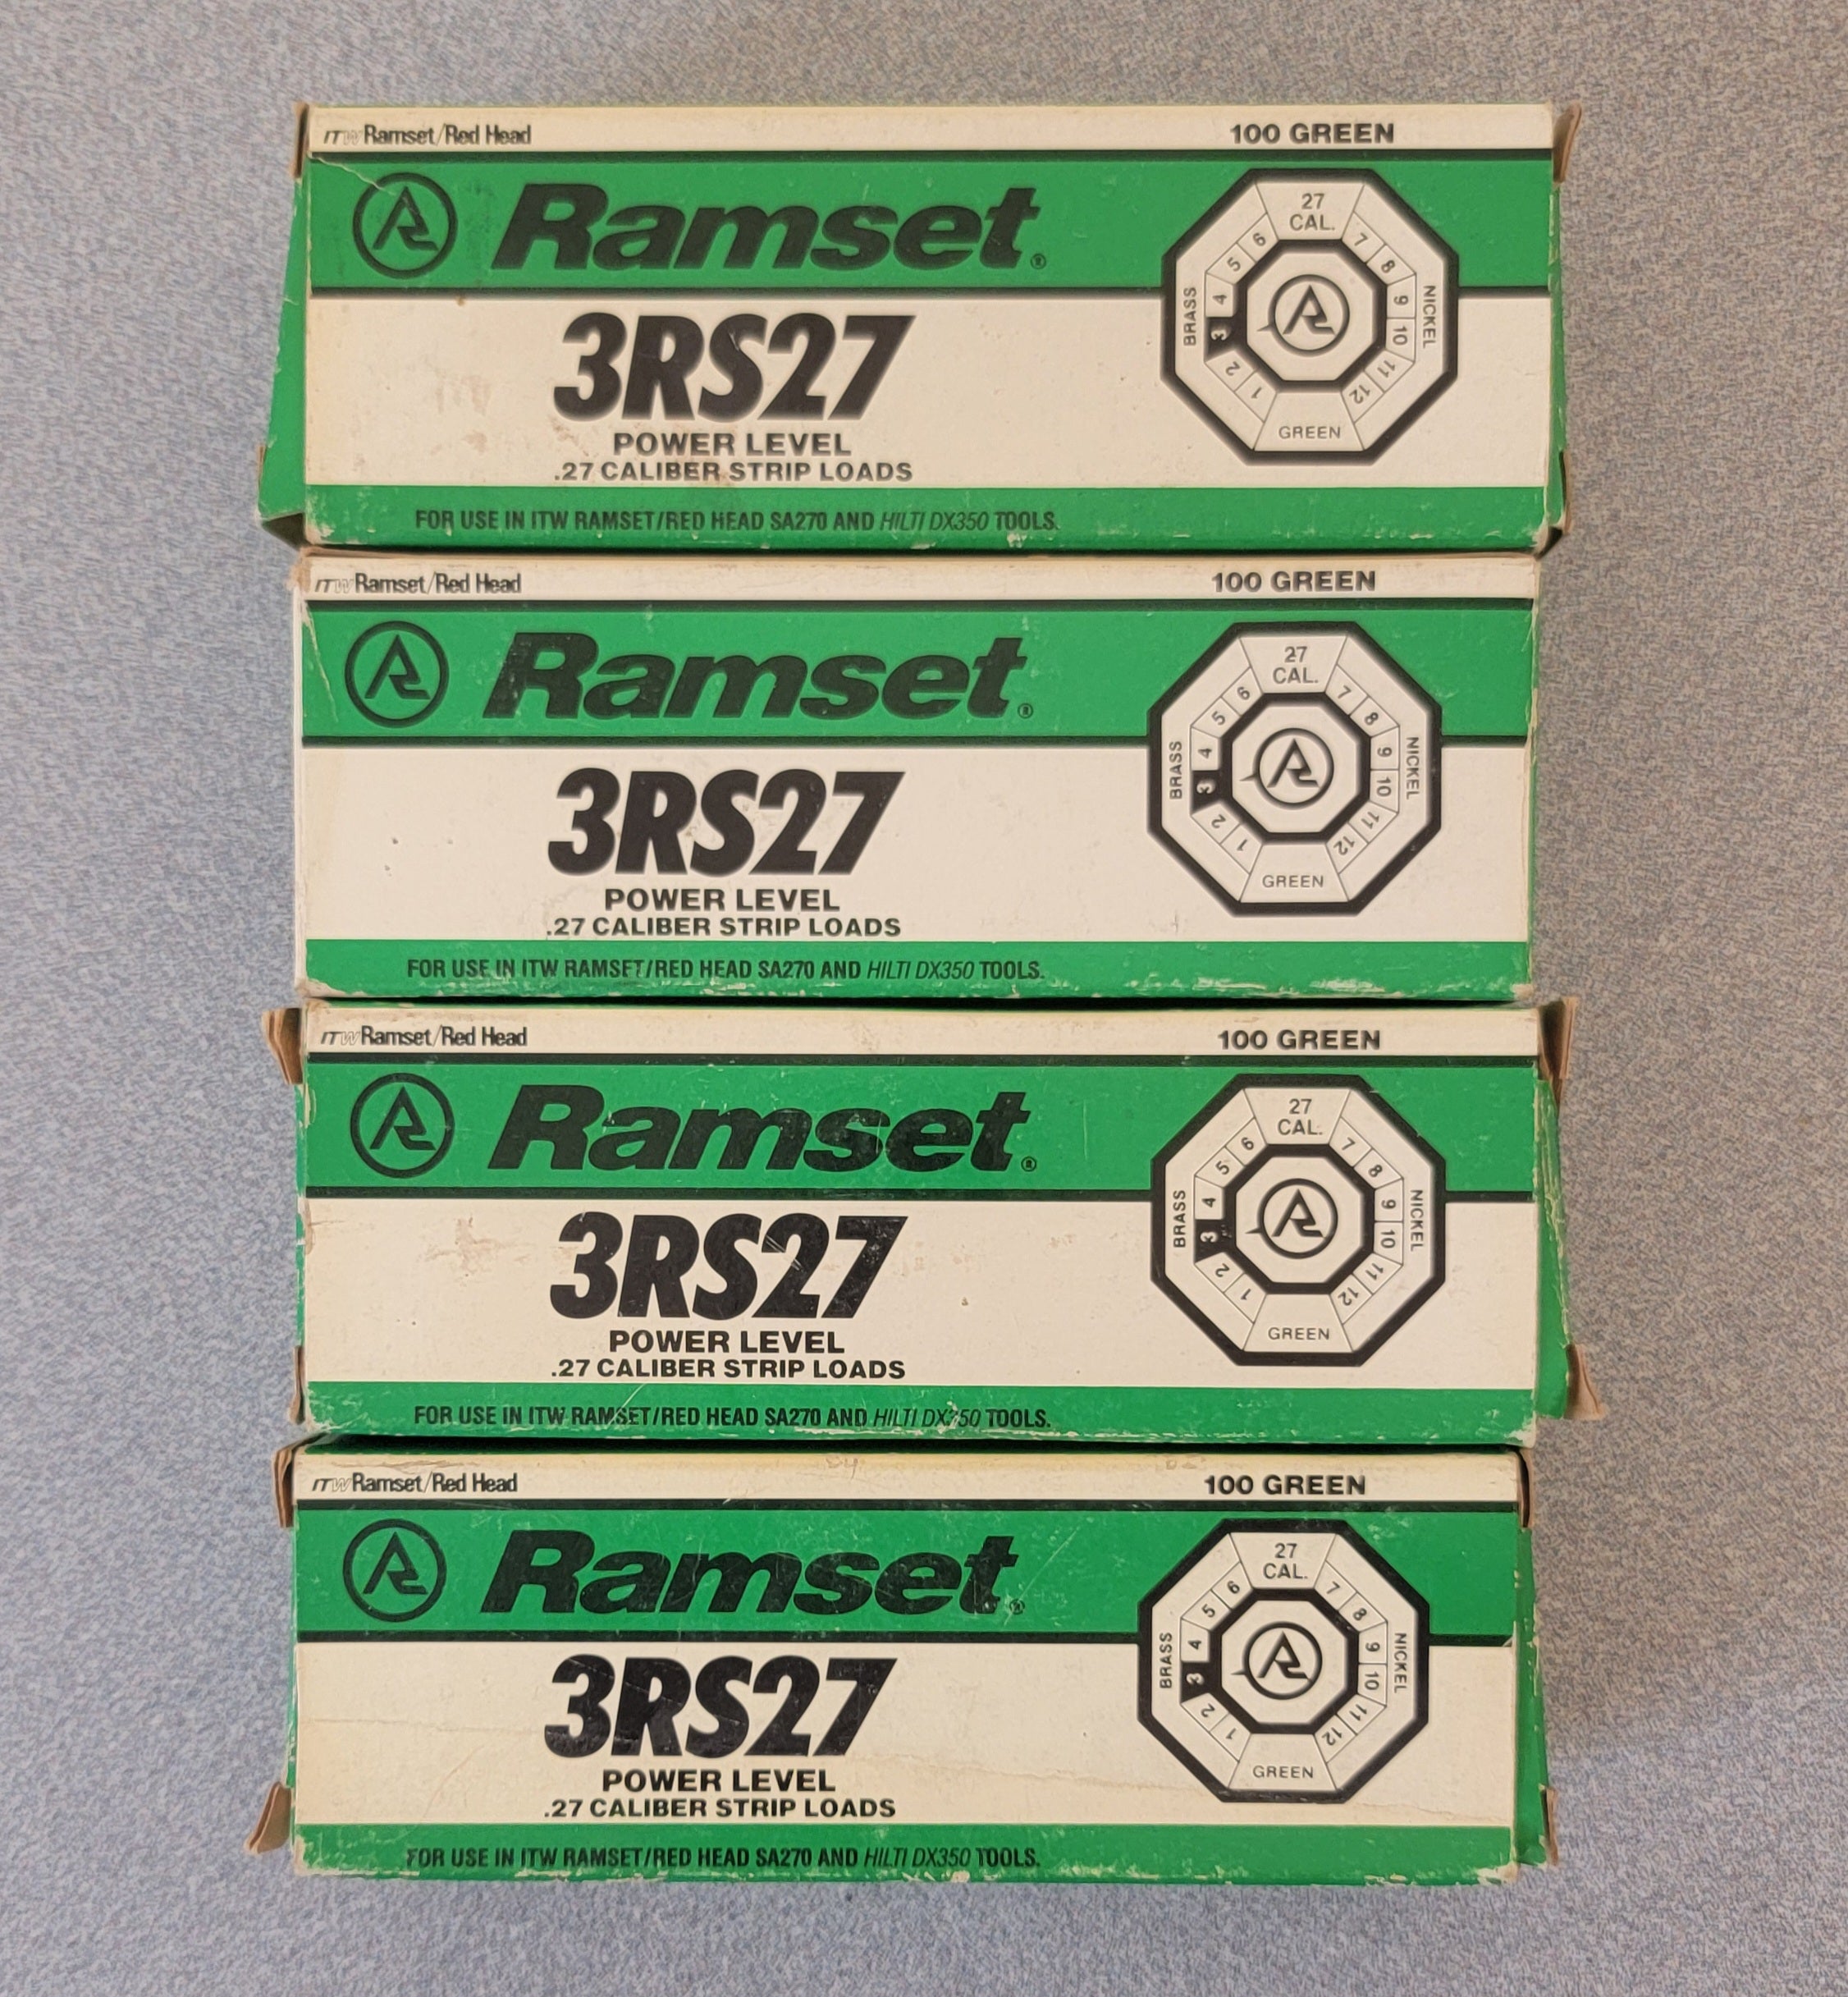 ITW Ramset/Red Head 100 GREEN
R Ramset®
27 CAL.
BRASS 1 2 3 4 5 6
7 8 9 10 11 12 NICKEL
GREEN
R
3RS27
POWER LEVEL
.27 CALIBER STRIP LOADS
FOR USE IN ITW RAMSET/RED HEAD SA270 AND HILTI DX350 TOOLS.
ITW Ramset/Red Head 100 GREEN
R Ramset®
27 CAL.
BRASS 1 2 3 4 5 6
7 8 9 10 11 12 NICKEL
GREEN
R
3RS27
POWER LEVEL
.27 CALIBER STRIP LOADS
FOR USE IN ITW RAMSET/RED HEAD SA270 AND HILTI DX350 TOOLS.
ITW Ramset/Red Head 100 GREEN
R Ramset®
27 CAL.
BRASS 1 2 3 4 5 6
7 8 9 10 11 12 NICKEL
GREEN
R
3RS27
POWER LEVEL
.27 CALIBER STRIP LOADS
FOR USE IN ITW RAMSET/RED HEAD SA270 AND HILTI DX350 TOOLS.
ITW Ramset/Red Head 100 GREEN
R Ramset®
27 CAL.
BRASS 1 2 3 4 5 6
7 8 9 10 11 12 NICKEL
GREEN
R
3RS27
POWER LEVEL
.27 CALIBER STRIP LOADS
FOR USE IN ITW RAMSET/RED HEAD SA270 AND HILTI DX350 TOOLS.